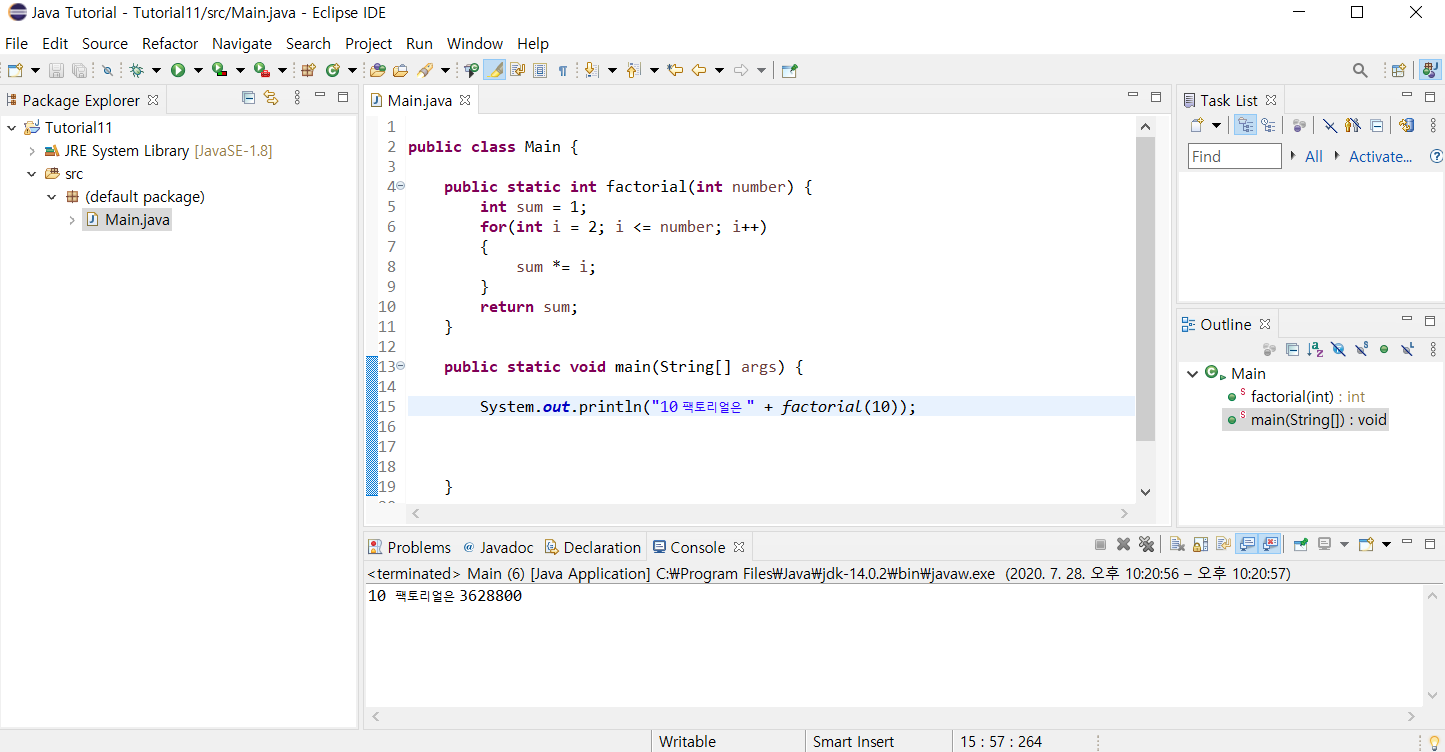 Java Tutorial - Tutorial11/src/Main.java - Eclipse IDE
File Edit Source Refactor Navigate Search Project Run Window Help
Package Explorer
Tutorial11
JRE System Library [JavaSE-1.8]
src
(default package)
Main.java
Main.java
1
2 public class Main {
3
4 public static int factorial(int number) {
5 int sum = 1;
6 for(int i = 2; i <= number; i++)
7 {
8 sum *= i;
9 }
10 return sum;
11 }
12
13 public static void main(String[] args) {
14
15 System.out.println("10 팩토리얼은 " + factorial(10));
16
17
18
19 }
Task List
Find All Activate...
Outline
Main
factorial(int) : int
main(String[]) : void
Problems @ Javadoc Declaration Console
<terminated> Main (6) [Java Application] C:₩Program Files₩Java₩jdk-14.0.2₩bin₩javaw.exe (2020. 7. 28. 오후 10:20:56 – 오후 10:20:57)
10 팩토리얼은 3628800
Writable Smart Insert 15 : 57 : 264